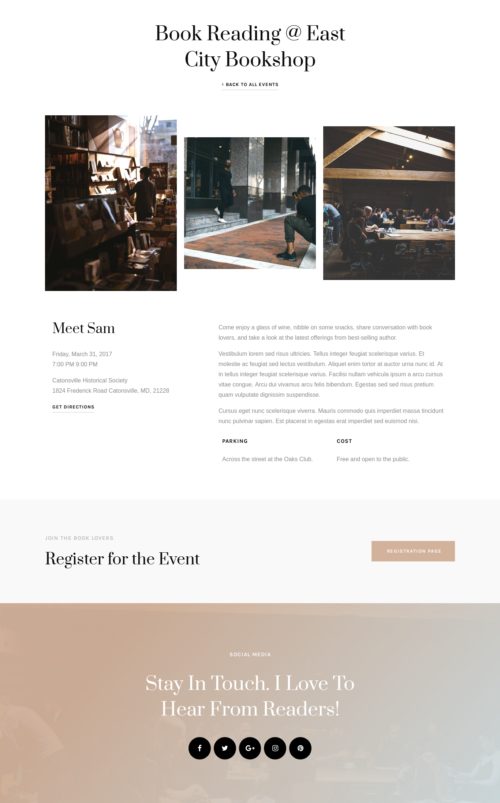 Book Reading @ East
City Bookshop
‹ BACK TO ALL EVENTS
Meet Sam
Friday, March 31, 2017
7:00 PM 9:00 PM
Catonsville Historical Society
1824 Frederick Road Catonsville, MD, 21228
GET DIRECTIONS
Come enjoy a glass of wine, nibble on some snacks, share conversation with book
lovers, and take a look at the latest offerings from best-selling author.
Vestibulum lorem sed risus ultricies. Tellus integer feugiat scelerisque varius. Et
molestie ac feugiat sed lectus vestibulum. Aliquet enim tortor at auctor urna nunc id. At
in tellus integer feugiat scelerisque varius. Facilisi nullam vehicula ipsum a arcu cursus
vitae congue. Arcu dui vivamus arcu felis bibendum. Egestas sed sed risus pretium
quam vulputate dignissim suspendisse.
Cursus eget nunc scelerisque viverra. Mauris commodo quis imperdiet massa tincidunt
nunc pulvinar sapien. Est placerat in egestas erat imperdiet sed euismod nisi.
PARKING
Across the street at the Oaks Club.
COST
Free and open to the public.
JOIN THE BOOK LOVERS
Register for the Event
REGISTRATION PAGE
SOCIAL MEDIA
Stay In Touch. I Love To
Hear From Readers!